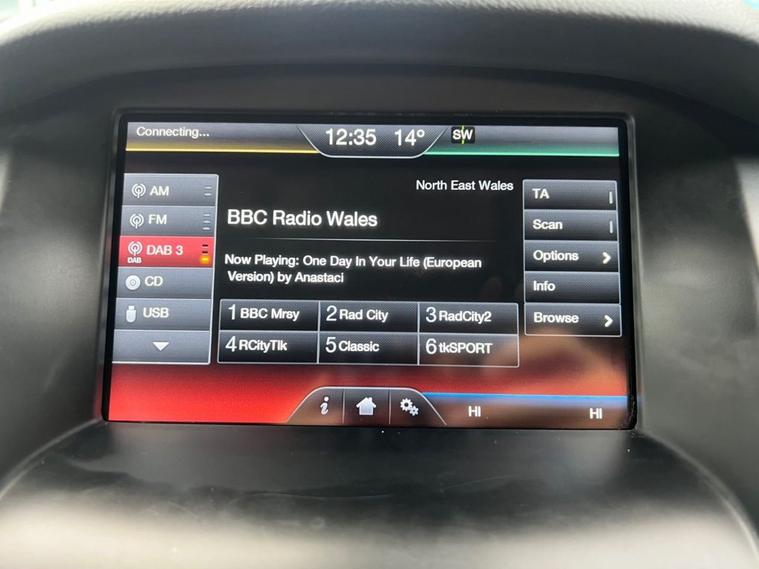 Connecting...
12:35 14° SW
North East Wales
AM
FM
DAB 3
DAB
CD
USB
BBC Radio Wales
Now Playing: One Day In Your Life (European
Version) by Anastaci
1 BBC Mrsy 2 Rad City 3 RadCity2
4 RCityTlk 5 Classic 6 tkSPORT
TA
Scan
Options
Info
Browse
i
HI HI